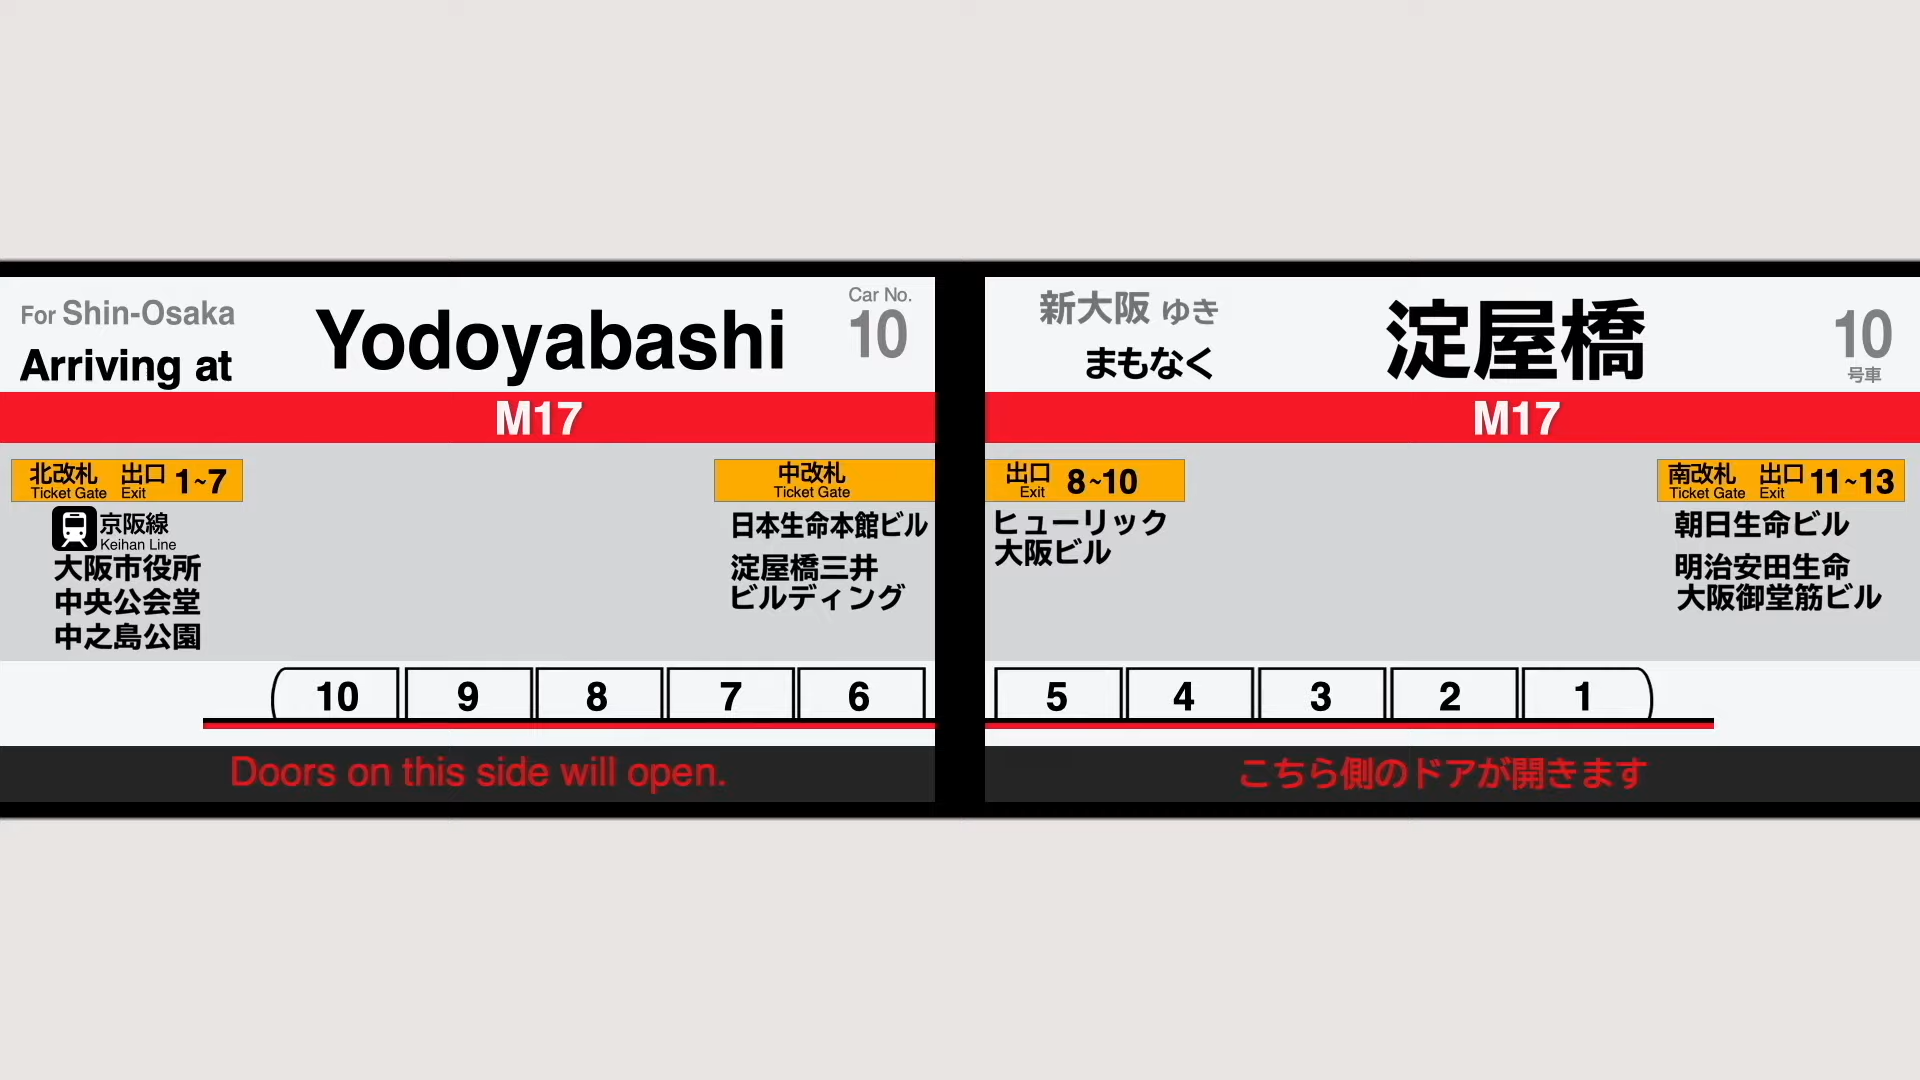 For Shin-Osaka
Arriving at
Yodoyabashi
Car No.
10
M17
北改札 出口 1~7
Ticket Gate Exit
京阪線
Keihan Line
大阪市役所
中央公会堂
中之島公園
中改札
Ticket Gate
日本生命本館ビル
淀屋橋三井
ビルディング
10 9 8 7 6
Doors on this side will open.
新大阪 ゆき
まもなく
淀屋橋
10
号車
M17
出口 8~10
Exit
ヒューリック
大阪ビル
南改札 出口 11~13
Ticket Gate Exit
朝日生命ビル
明治安田生命
大阪御堂筋ビル
5 4 3 2 1
こちら側のドアが開きます